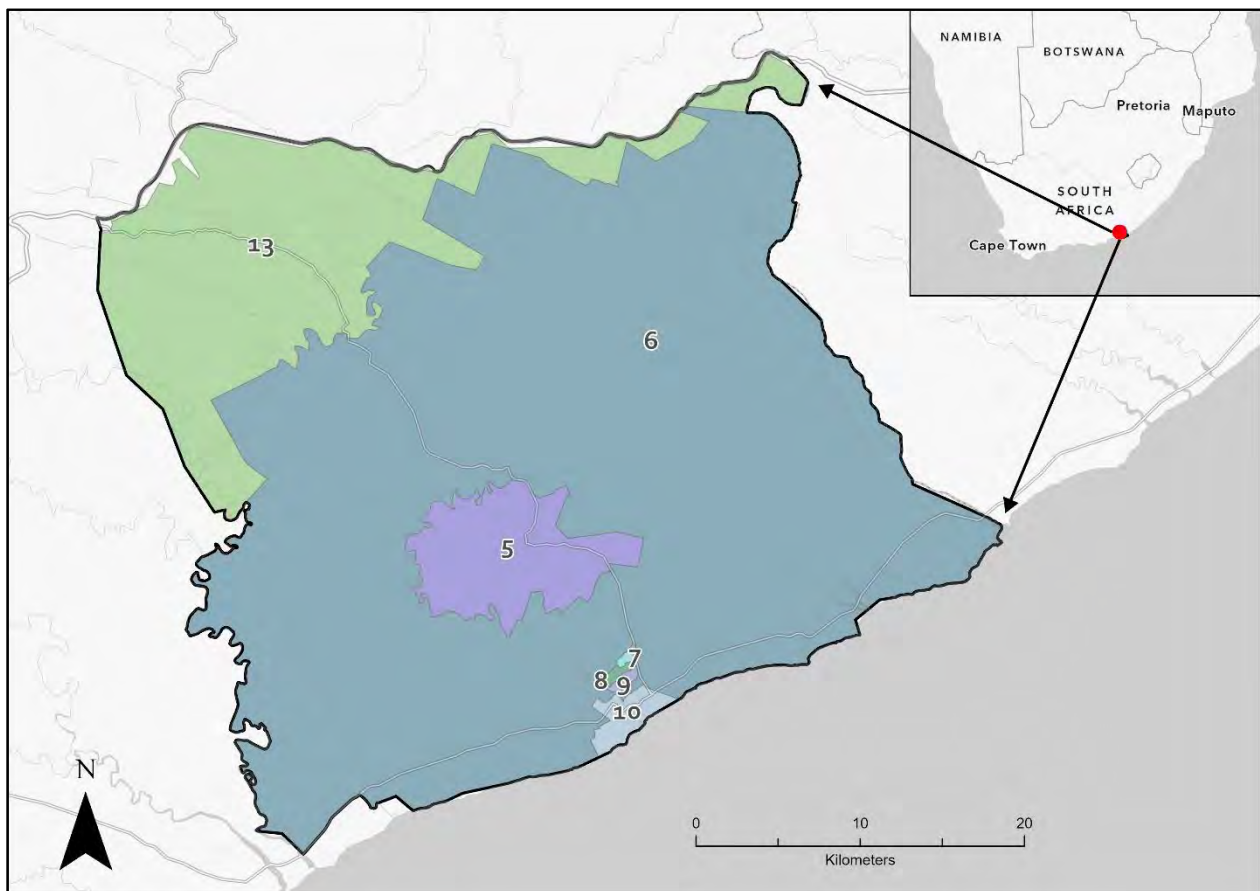 NAMIBIA
BOTSWANA
Pretoria
Maputo
SOUTH
AFRICA
Cape Town
13
6
5
7
8
9
10
N
0 10 20
Kilometers